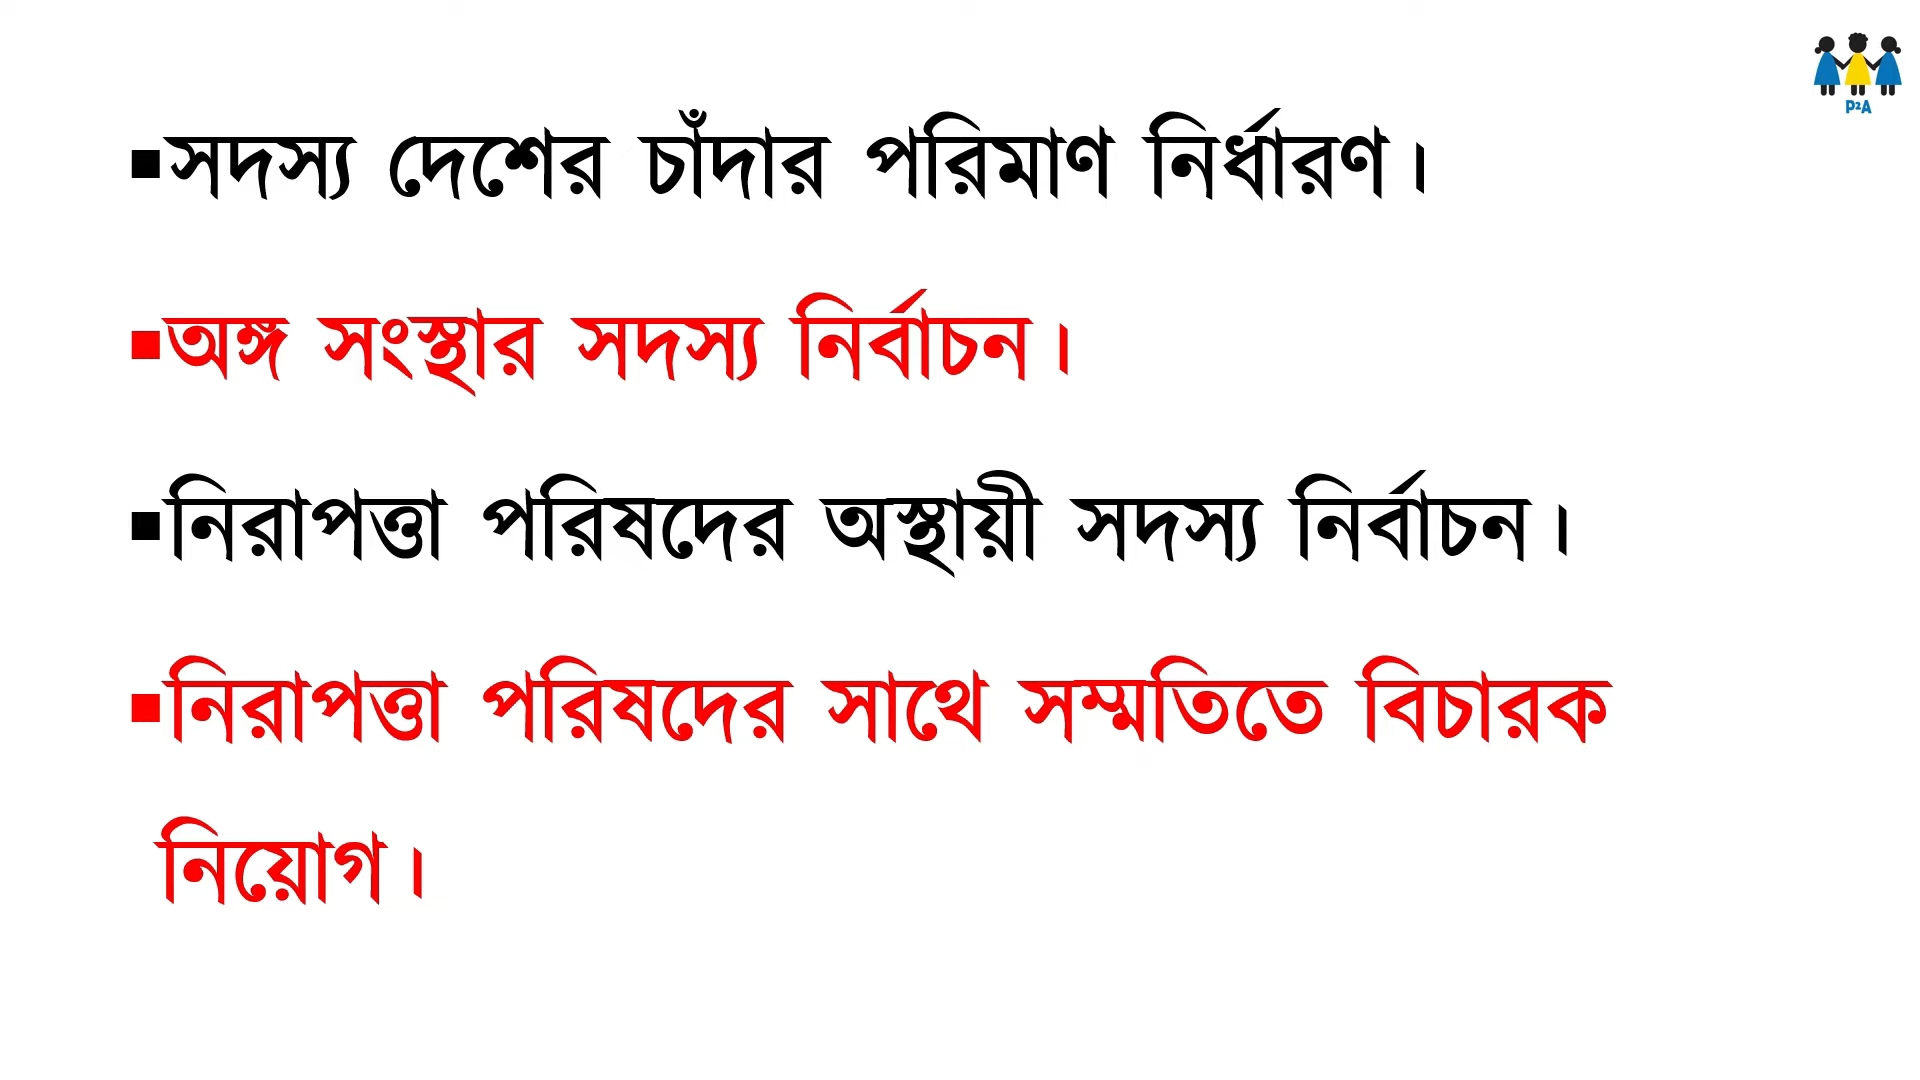 ▪সদস্য দেশের চাঁদার পরিমাণ নির্ধারণ।
▪অঙ্গ সংস্থার সদস্য নির্বাচন।
▪নিরাপত্তা পরিষদের অস্থায়ী সদস্য নির্বাচন।
▪নিরাপত্তা পরিষদের সাথে সম্মতিতে বিচারক
নিয়োগ।
P²A